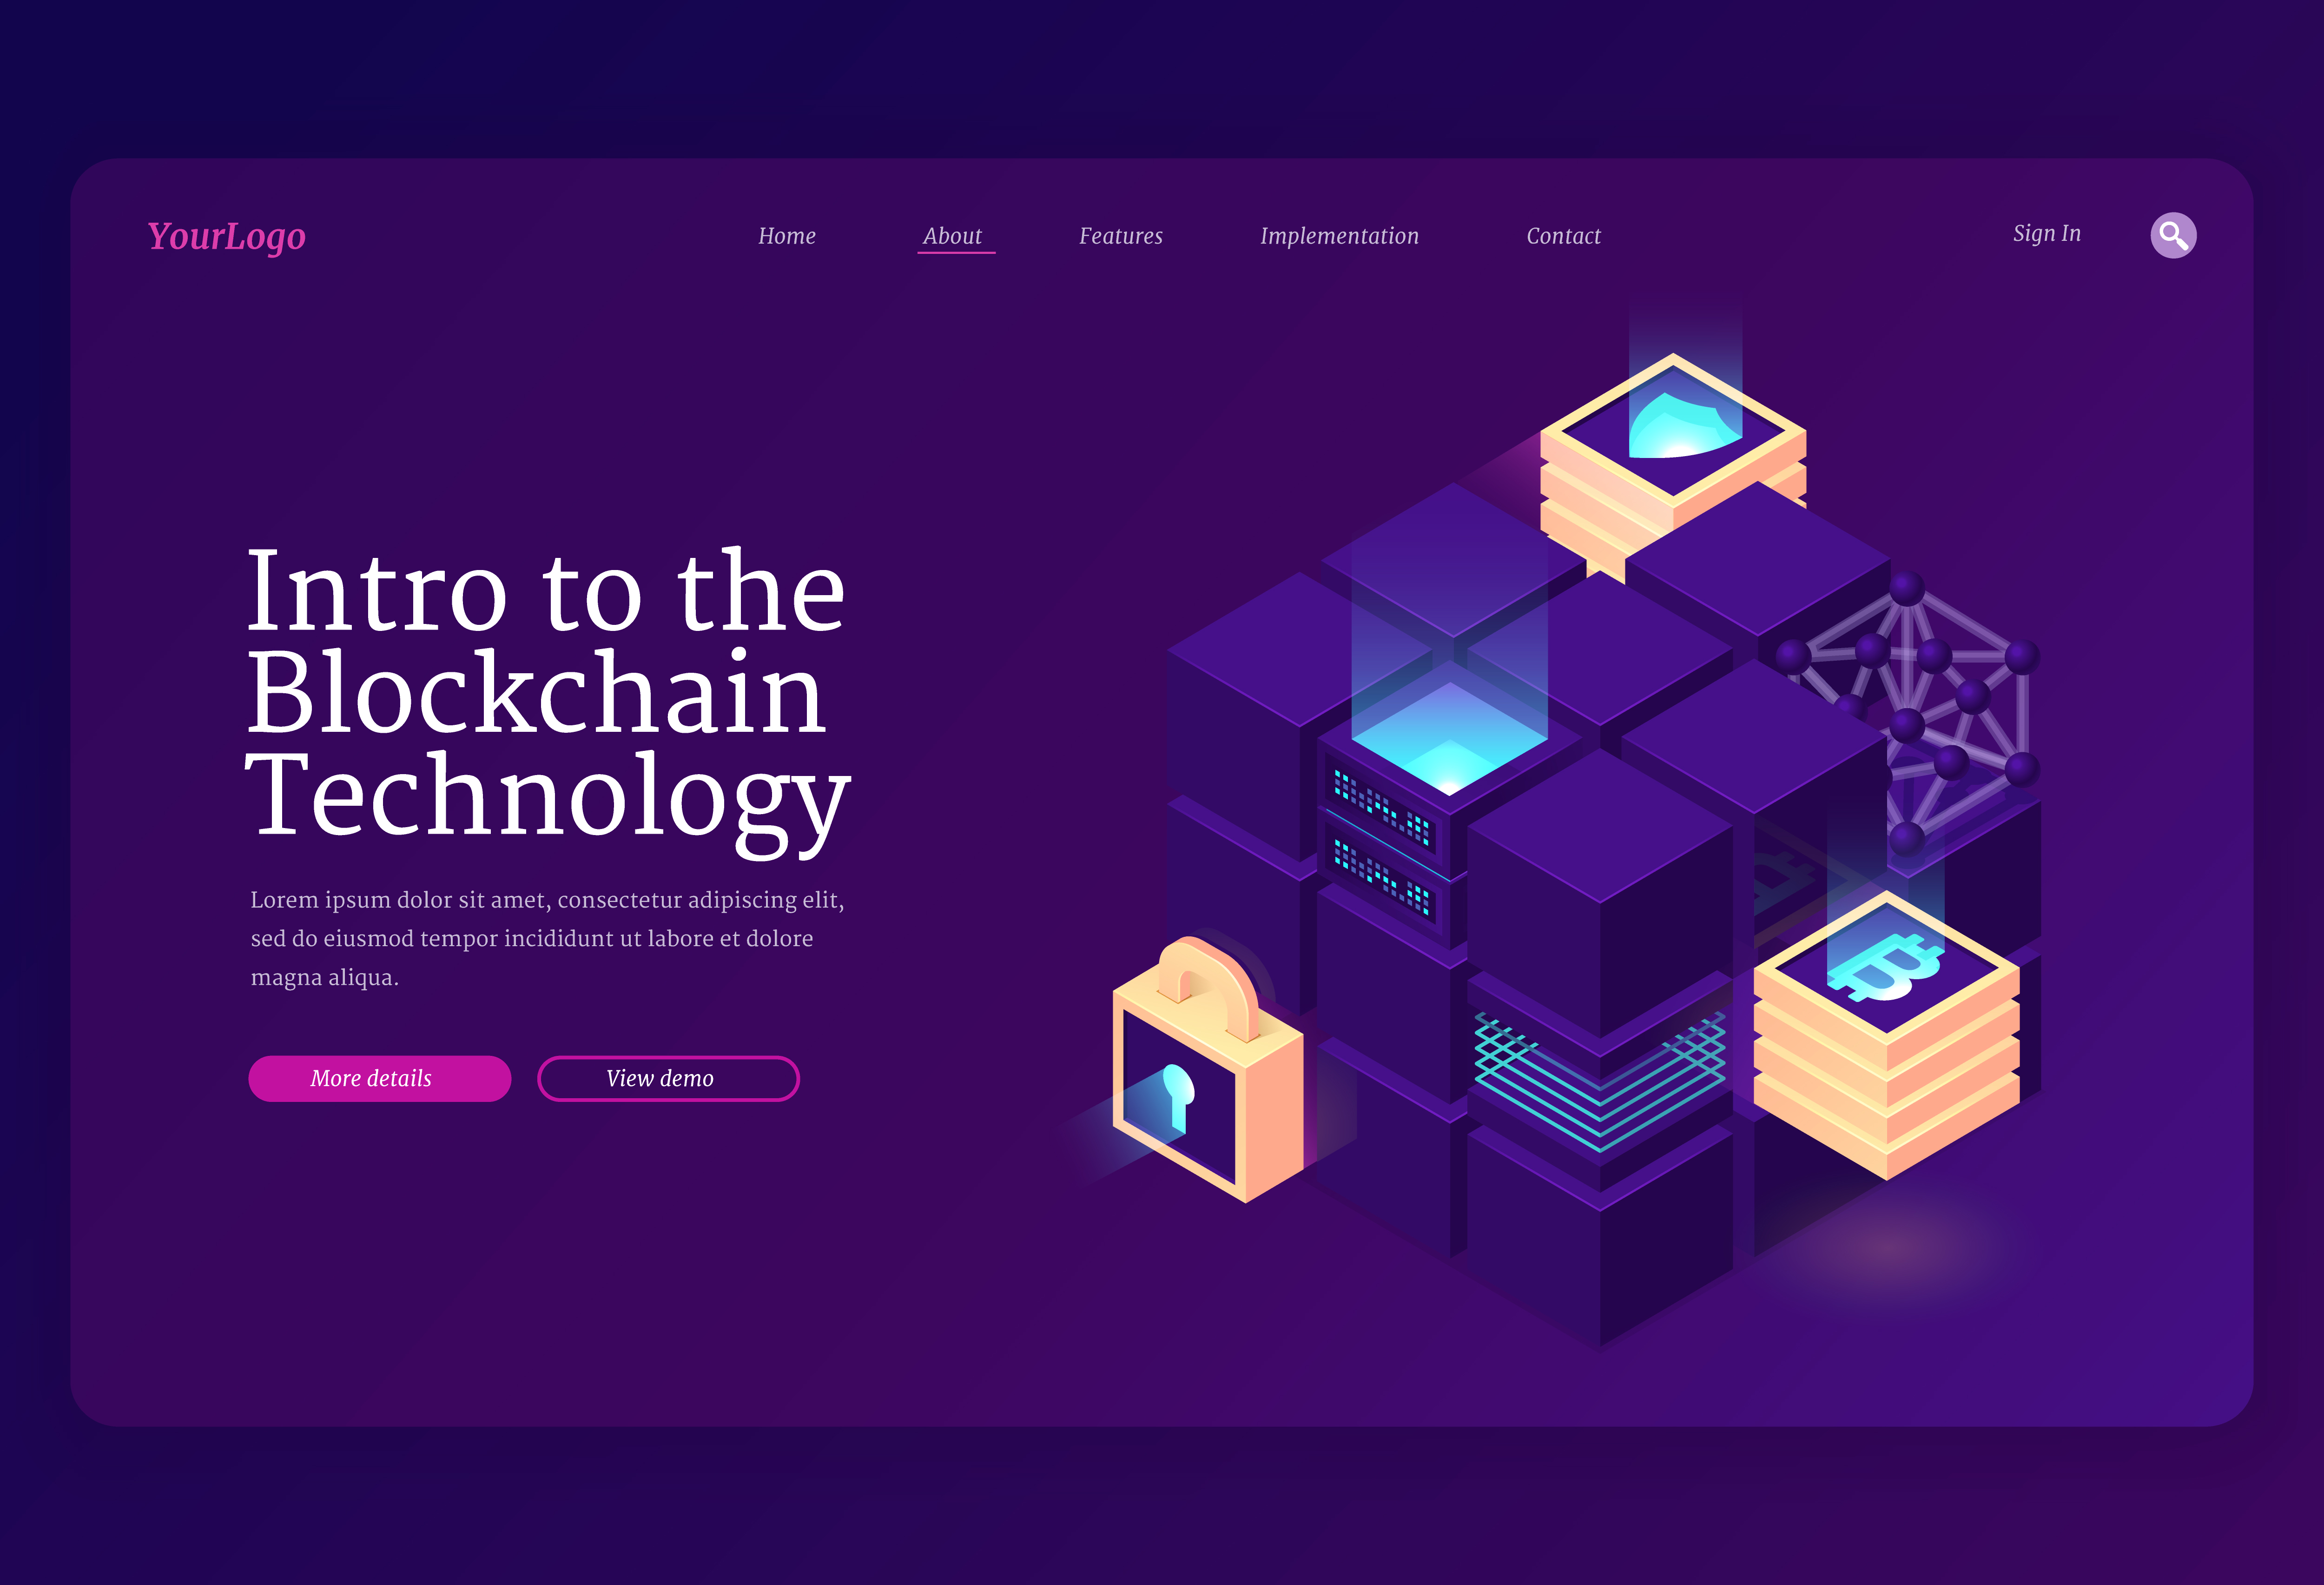 YourLogo
Home About Features Implementation Contact
Sign In
Intro to the
Blockchain
Technology
Lorem ipsum dolor sit amet, consectetur adipiscing elit,
sed do eiusmod tempor incididunt ut labore et dolore
magna aliqua.
More details
View demo